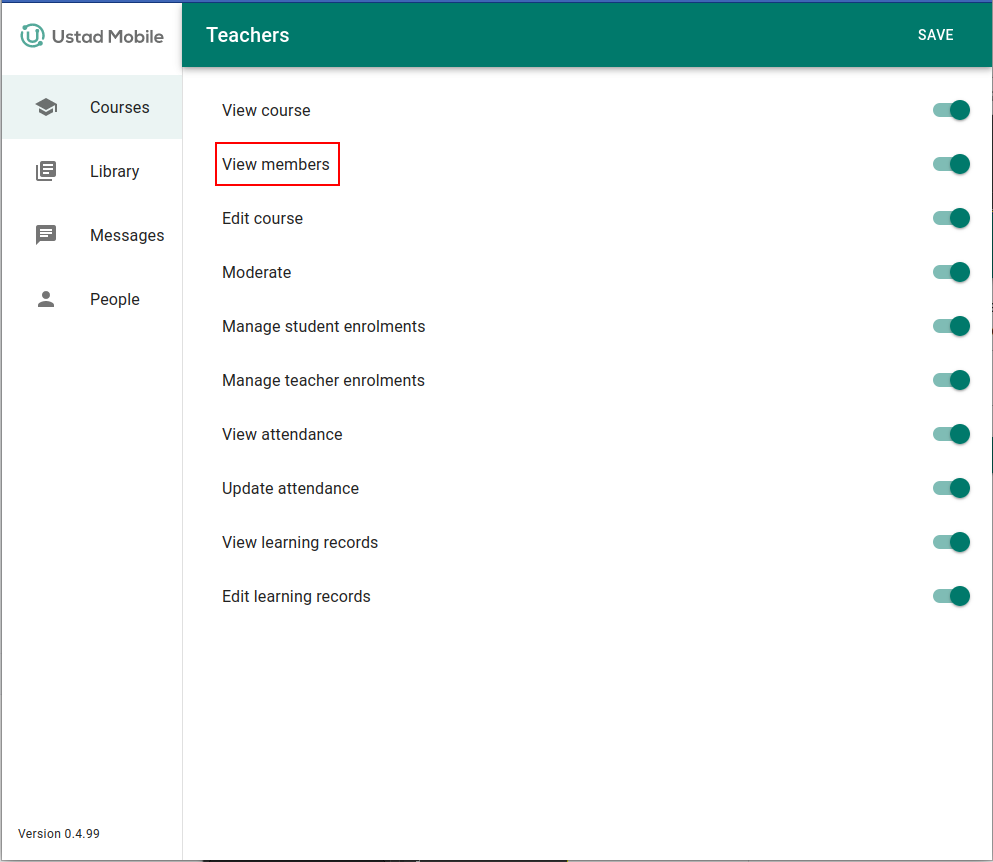 Ustad Mobile
Teachers
SAVE
Courses
Library
Messages
People
View course
View members
Edit course
Moderate
Manage student enrolments
Manage teacher enrolments
View attendance
Update attendance
View learning records
Edit learning records
Version 0.4.99